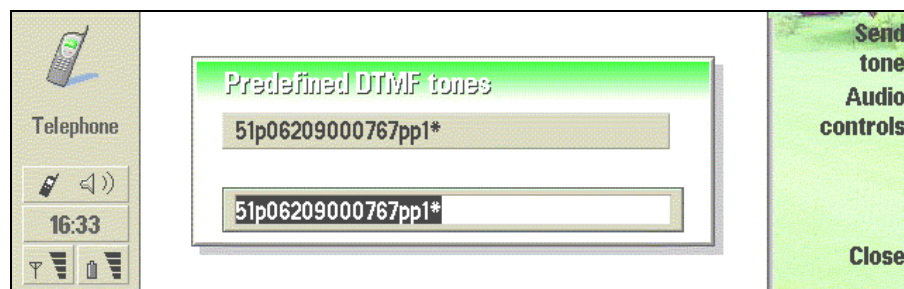 Telephone
16:33
Predefined DTMF tones
51p06209000767pp1*
51p06209000767pp1*
Send
tone
Audio
controls
Close